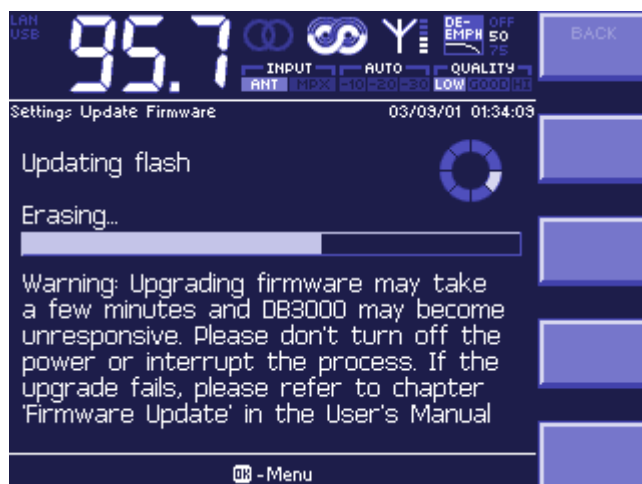 LAN
USB
95.7
DE-EMPH
OFF
50
75
INPUT
AUTO
QUALITY
ANT MPX -10 -20 -30 LOW GOOD HI
BACK
Settings Update Firmware 03/09/01 01:34:09
Updating flash
Erasing...
Warning: Upgrading firmware may take
a few minutes and DB3000 may become
unresponsive. Please don't turn off the
power or interrupt the process. If the
upgrade fails, please refer to chapter
'Firmware Update' in the User's Manual
OK - Menu